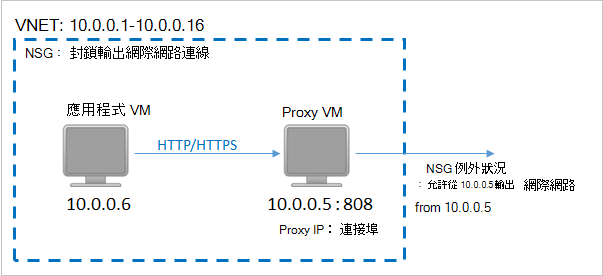 VNET: 10.0.0.1-10.0.0.16
NSG： 封鎖輸出網際網路連線
應用程式 VM
Proxy VM
HTTP/HTTPS
10.0.0.6
10.0.0.5 : 808
Proxy IP： 連接埠
NSG 例外狀況
：允許從 10.0.0.5 輸出 網際網路
from 10.0.0.5